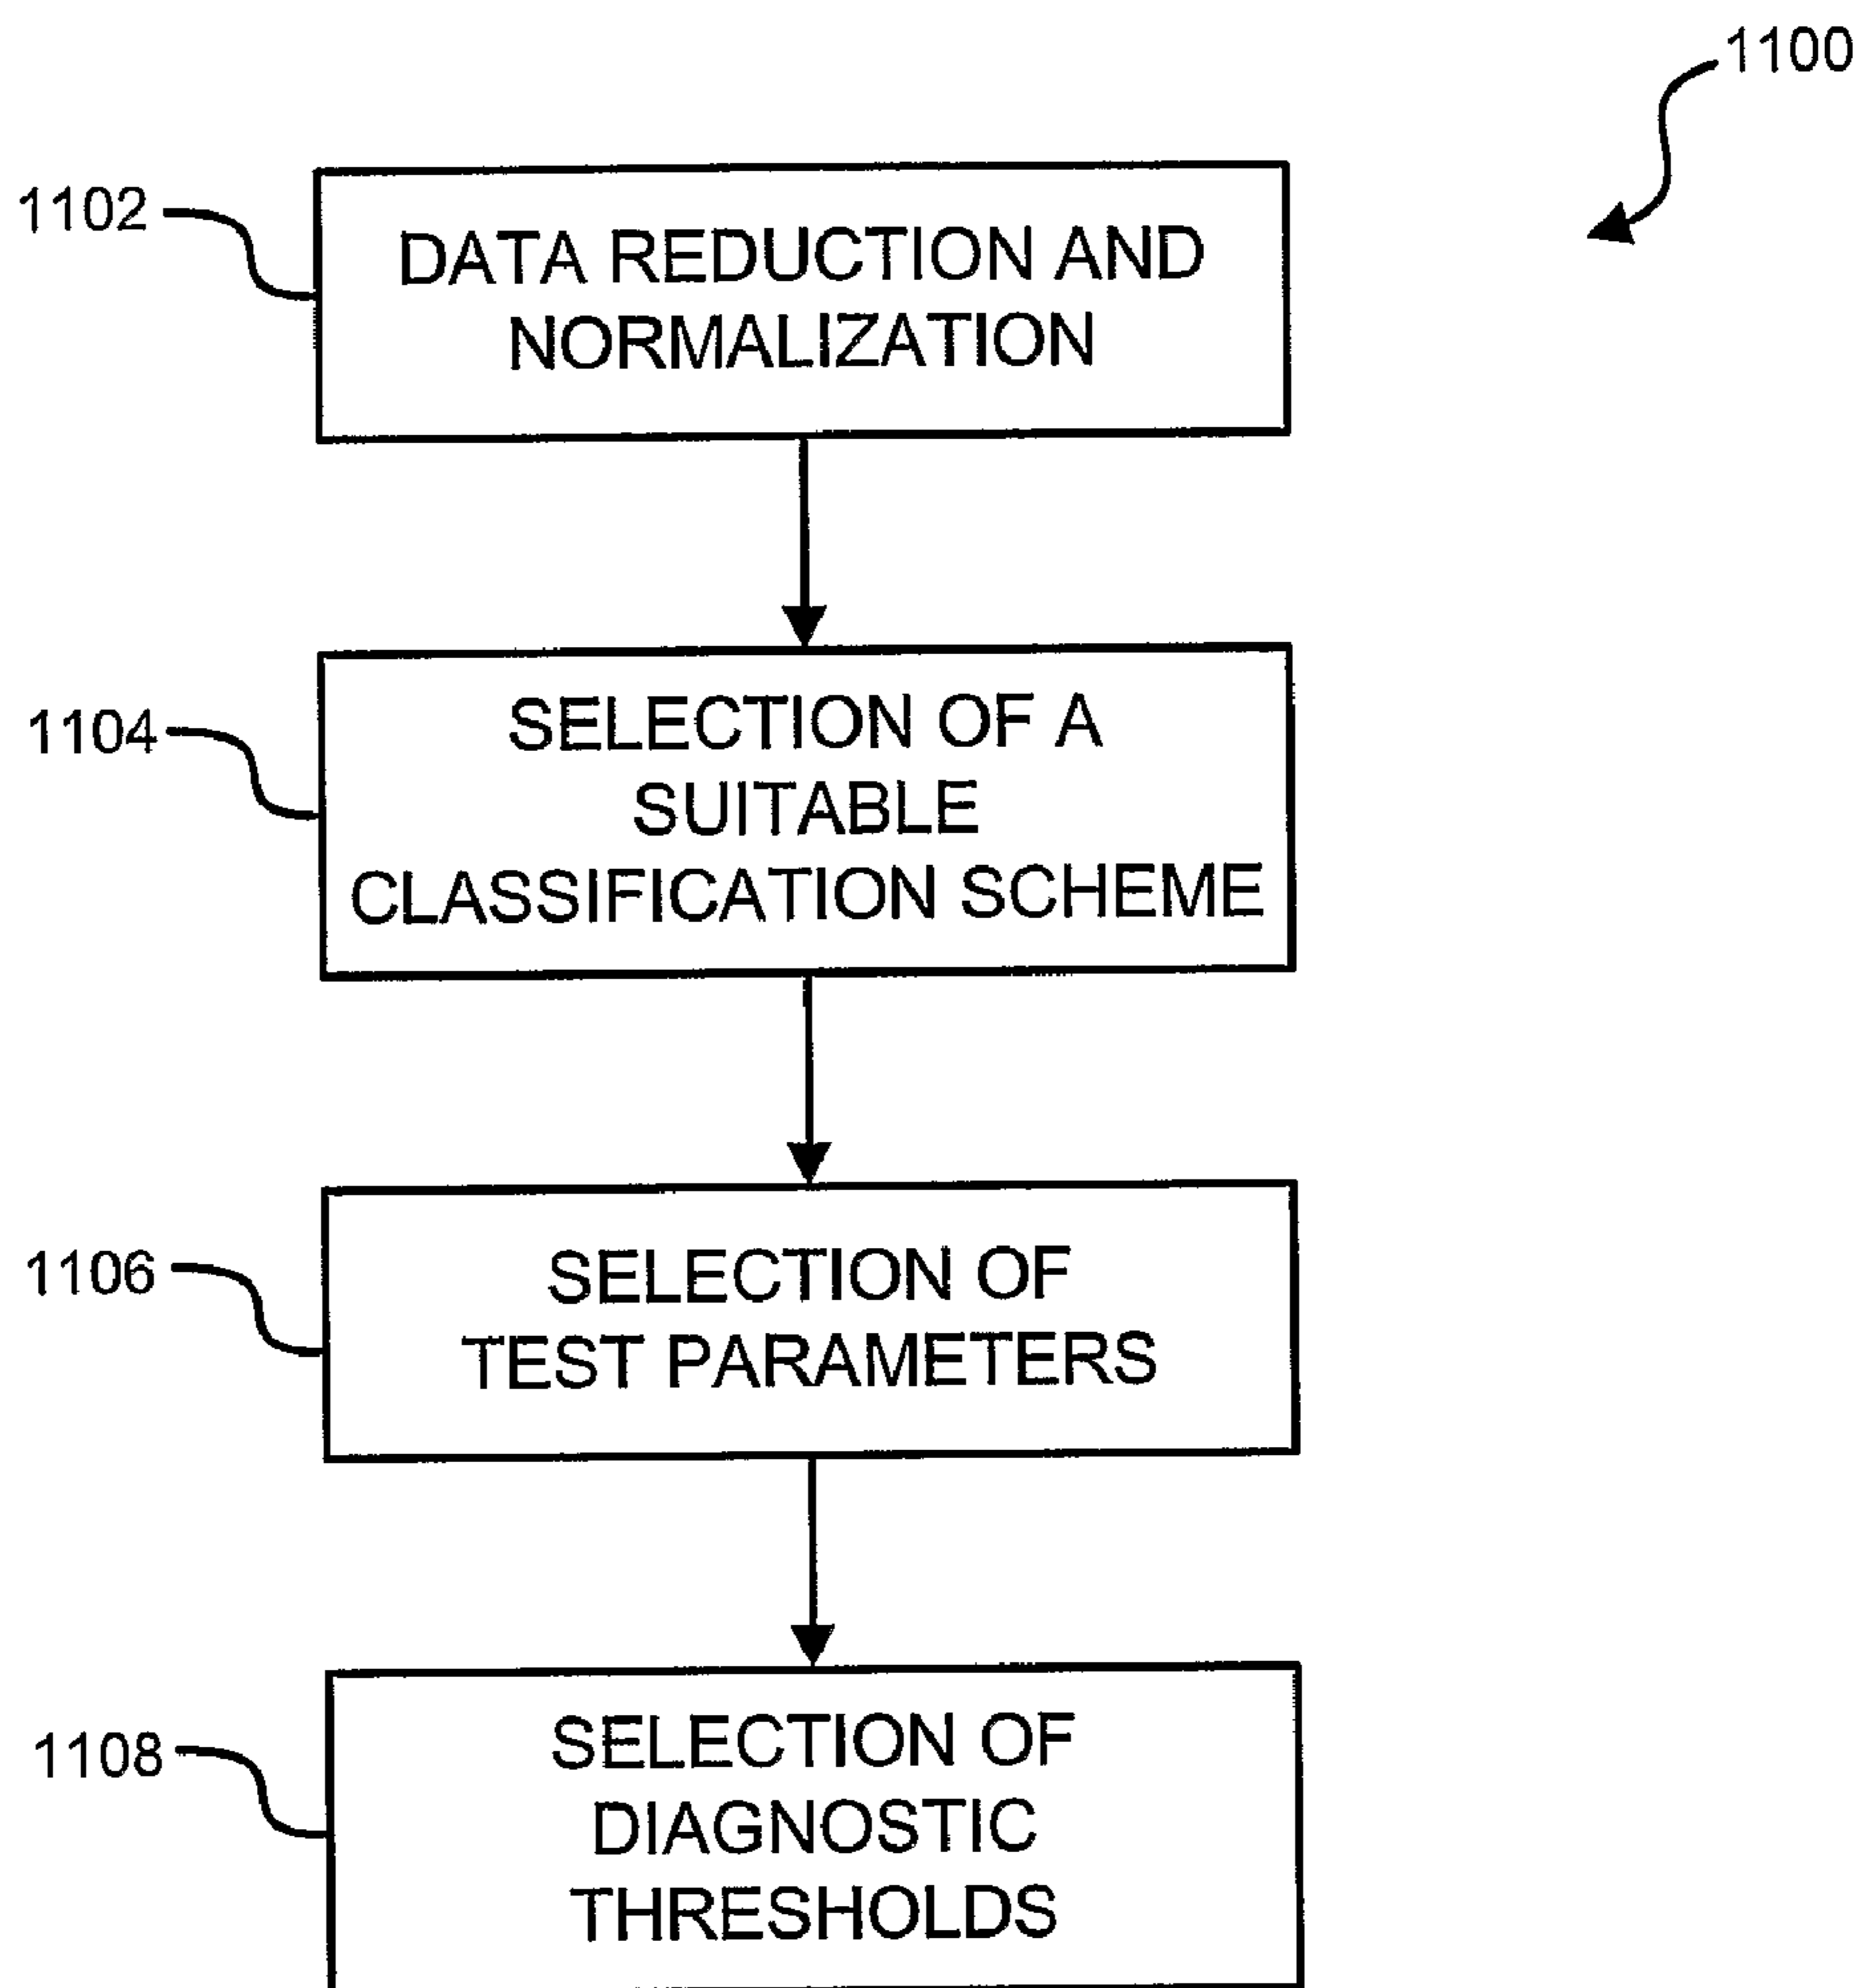 1100
1102
DATA REDUCTION AND
NORMALIZATION
1104
SELECTION OF A
SUITABLE
CLASSIFICATION SCHEME
1106
SELECTION OF
TEST PARAMETERS
1108
SELECTION OF
DIAGNOSTIC
THRESHOLDS